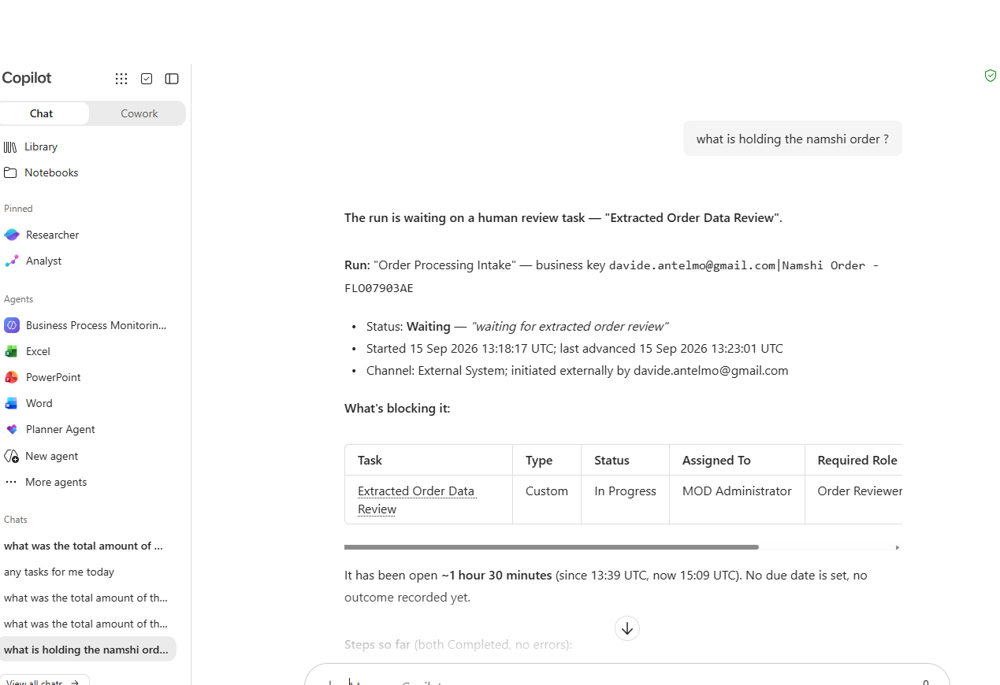 Copilot
Chat
Cowork
Library
Notebooks
Pinned
Researcher
Analyst
Agents
Business Process Monitorin...
Excel
PowerPoint
Word
Planner Agent
New agent
More agents
Chats
what was the total amount of ...
any tasks for me today
what was the total amount of th...
what was the total amount of th...
what is holding the namshi ord...
View all chats
what is holding the namshi order ?
The run is waiting on a human review task — "Extracted Order Data Review".
Run: "Order Processing Intake" — business key davide.antelmo@gmail.com|Namshi Order -
FLO07903AE
• Status: Waiting — "waiting for extracted order review"
• Started 15 Sep 2026 13:18:17 UTC; last advanced 15 Sep 2026 13:23:01 UTC
• Channel: External System; initiated externally by davide.antelmo@gmail.com
What's blocking it:
Task Type Status Assigned To Required Role
Extracted Order Data Custom In Progress MOD Administrator Order Reviewer
Review
It has been open ~1 hour 30 minutes (since 13:39 UTC, now 15:09 UTC). No due date is set, no
outcome recorded yet.
Steps so far (both Completed, no errors):